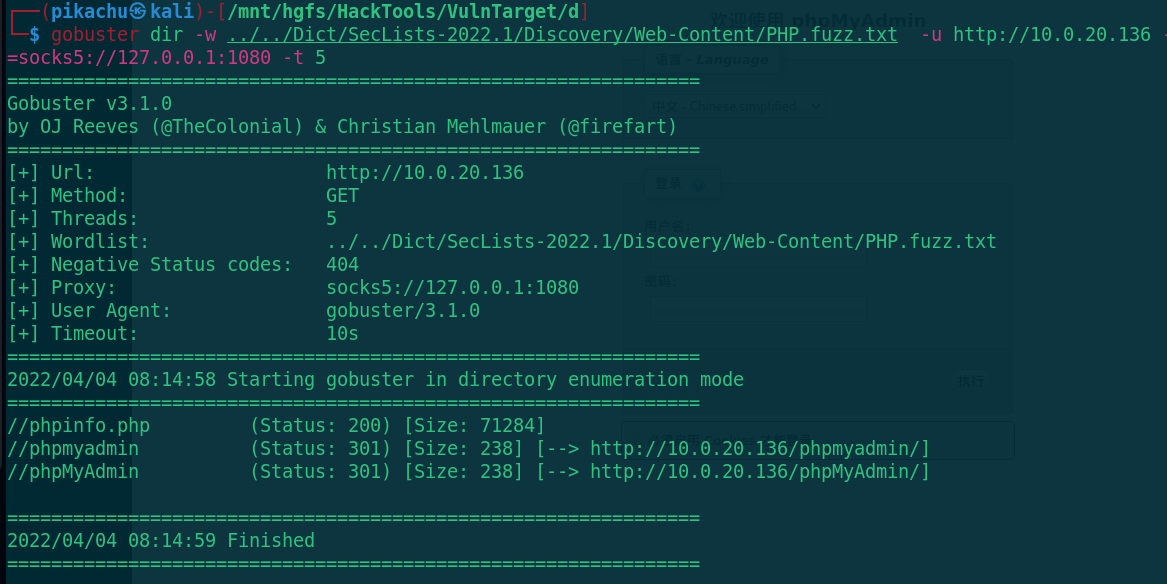 ┌──(pikachu㉿kali)-[/mnt/hgfs/HackTools/VulnTarget/d]
└─$ gobuster dir -w ../../Dict/SecLists-2022.1/Discovery/Web-Content/PHP.fuzz.txt  -u http://10.0.20.136 -
=socks5://127.0.0.1:1080 -t 5
===============================================================
Gobuster v3.1.0
by OJ Reeves (@TheColonial) & Christian Mehlmauer (@firefart)
===============================================================
[+] Url:                     http://10.0.20.136
[+] Method:                  GET
[+] Threads:                 5
[+] Wordlist:                ../../Dict/SecLists-2022.1/Discovery/Web-Content/PHP.fuzz.txt
[+] Negative Status codes:   404
[+] Proxy:                   socks5://127.0.0.1:1080
[+] User Agent:              gobuster/3.1.0
[+] Timeout:                 10s
===============================================================
2022/04/04 08:14:58 Starting gobuster in directory enumeration mode
===============================================================
//phpinfo.php         (Status: 200) [Size: 71284]
//phpmyadmin          (Status: 301) [Size: 238] [--> http://10.0.20.136/phpmyadmin/]
//phpMyAdmin          (Status: 301) [Size: 238] [--> http://10.0.20.136/phpMyAdmin/]
===============================================================
2022/04/04 08:14:59 Finished
===============================================================
欢迎使用 phpMyAdmin
语言 - Language
中文 - Chinese simplified
登录
用户名：
密码：
执行